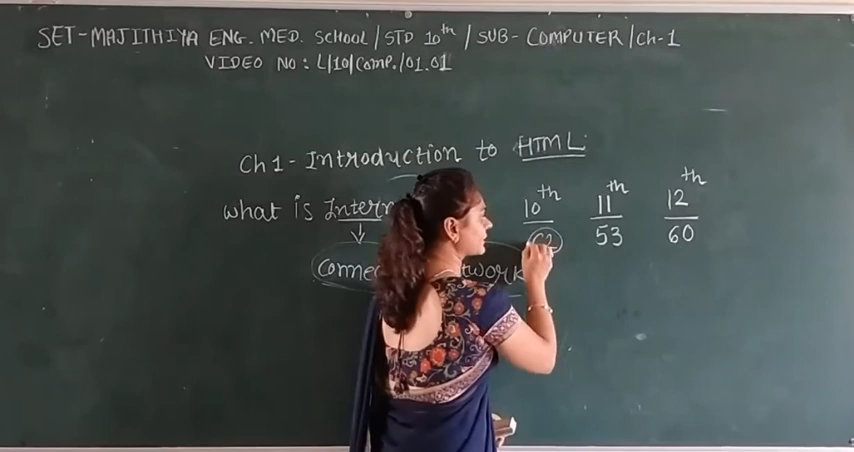 SET-MAJITHIYA ENG. MED. SCHOOL / STD 10th / SUB- COMPUTER / Ch-1
VIDEO NO: L/10/Comp./01.01
Ch 1 - Introduction to HTML
What is
10th 11th 12th
53 60